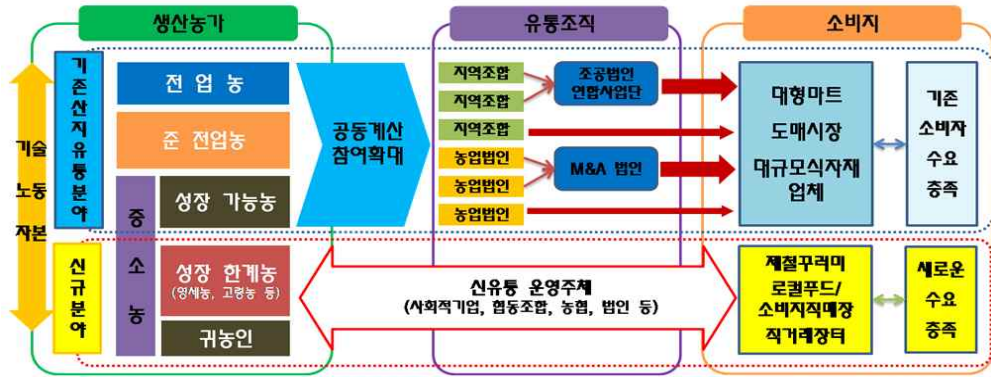 생산농가
유통조직
소비지
기술
노동
자본
기존산지유통분야
전 업 농
준 전업농
중소농
성장 가능농
공동계산
참여확대
지역조합
지역조합
지역조합
농업법인
농업법인
농업법인
조공법인
연합사업단
M&A 법인
대형마트
도매시장
대규모식자재
업체
기존
소비자
수요
충족
신규분야
성장 한계농
(영세농, 고령농 등)
귀농인
신유통 운영주체
(사회적기업, 협동조합, 농협, 법인 등)
제철꾸러미
로컬푸드/
소비지직매장
직거래장터
새로운
수요
충족